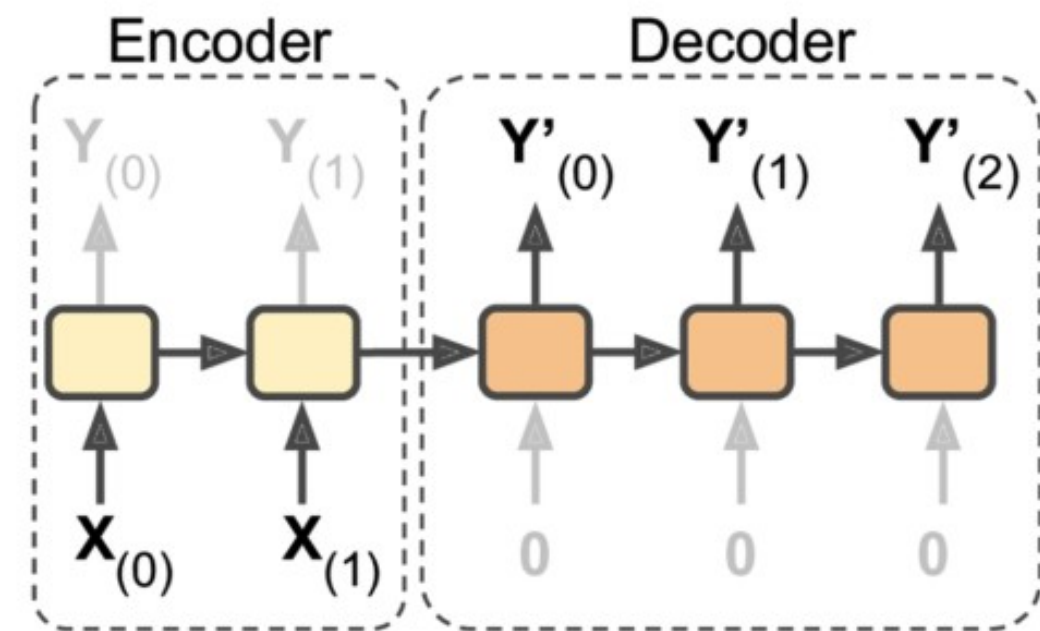 Encoder Decoder
Y(0) Y(1) Y’(0) Y’(1) Y’(2)
X(0) X(1) 0 0 0